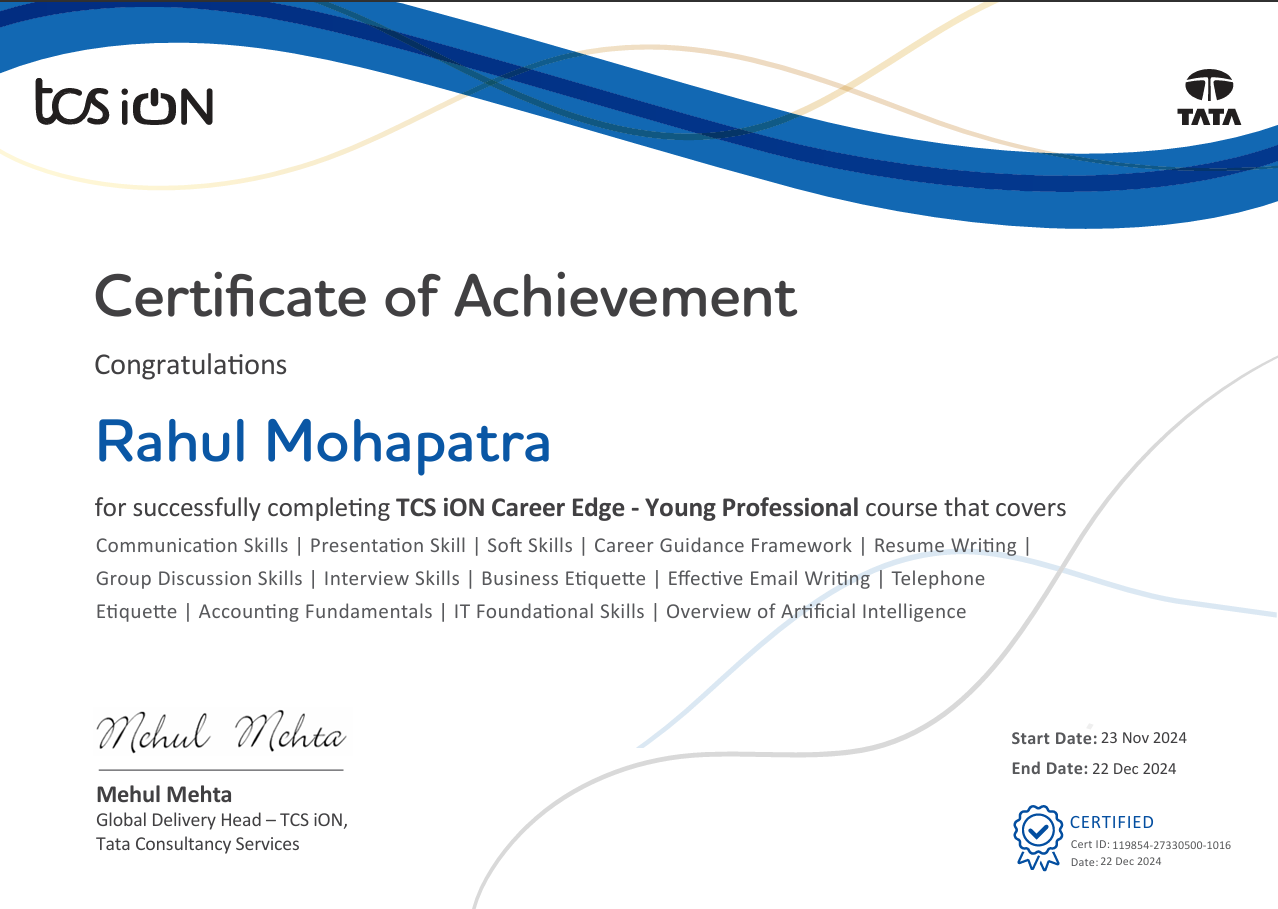 tcs iON
TATA
Certificate of Achievement
Congratulations
Rahul Mohapatra
for successfully completing TCS iON Career Edge - Young Professional course that covers
Communication Skills | Presentation Skill | Soft Skills | Career Guidance Framework | Resume Writing |
Group Discussion Skills | Interview Skills | Business Etiquette | Effective Email Writing | Telephone
Etiquette | Accounting Fundamentals | IT Foundational Skills | Overview of Artificial Intelligence
Mehul Mehta
Mehul Mehta
Global Delivery Head – TCS iON,
Tata Consultancy Services
Start Date: 23 Nov 2024
End Date: 22 Dec 2024
CERTIFIED
Cert ID: 119854-27330500-1016
Date: 22 Dec 2024